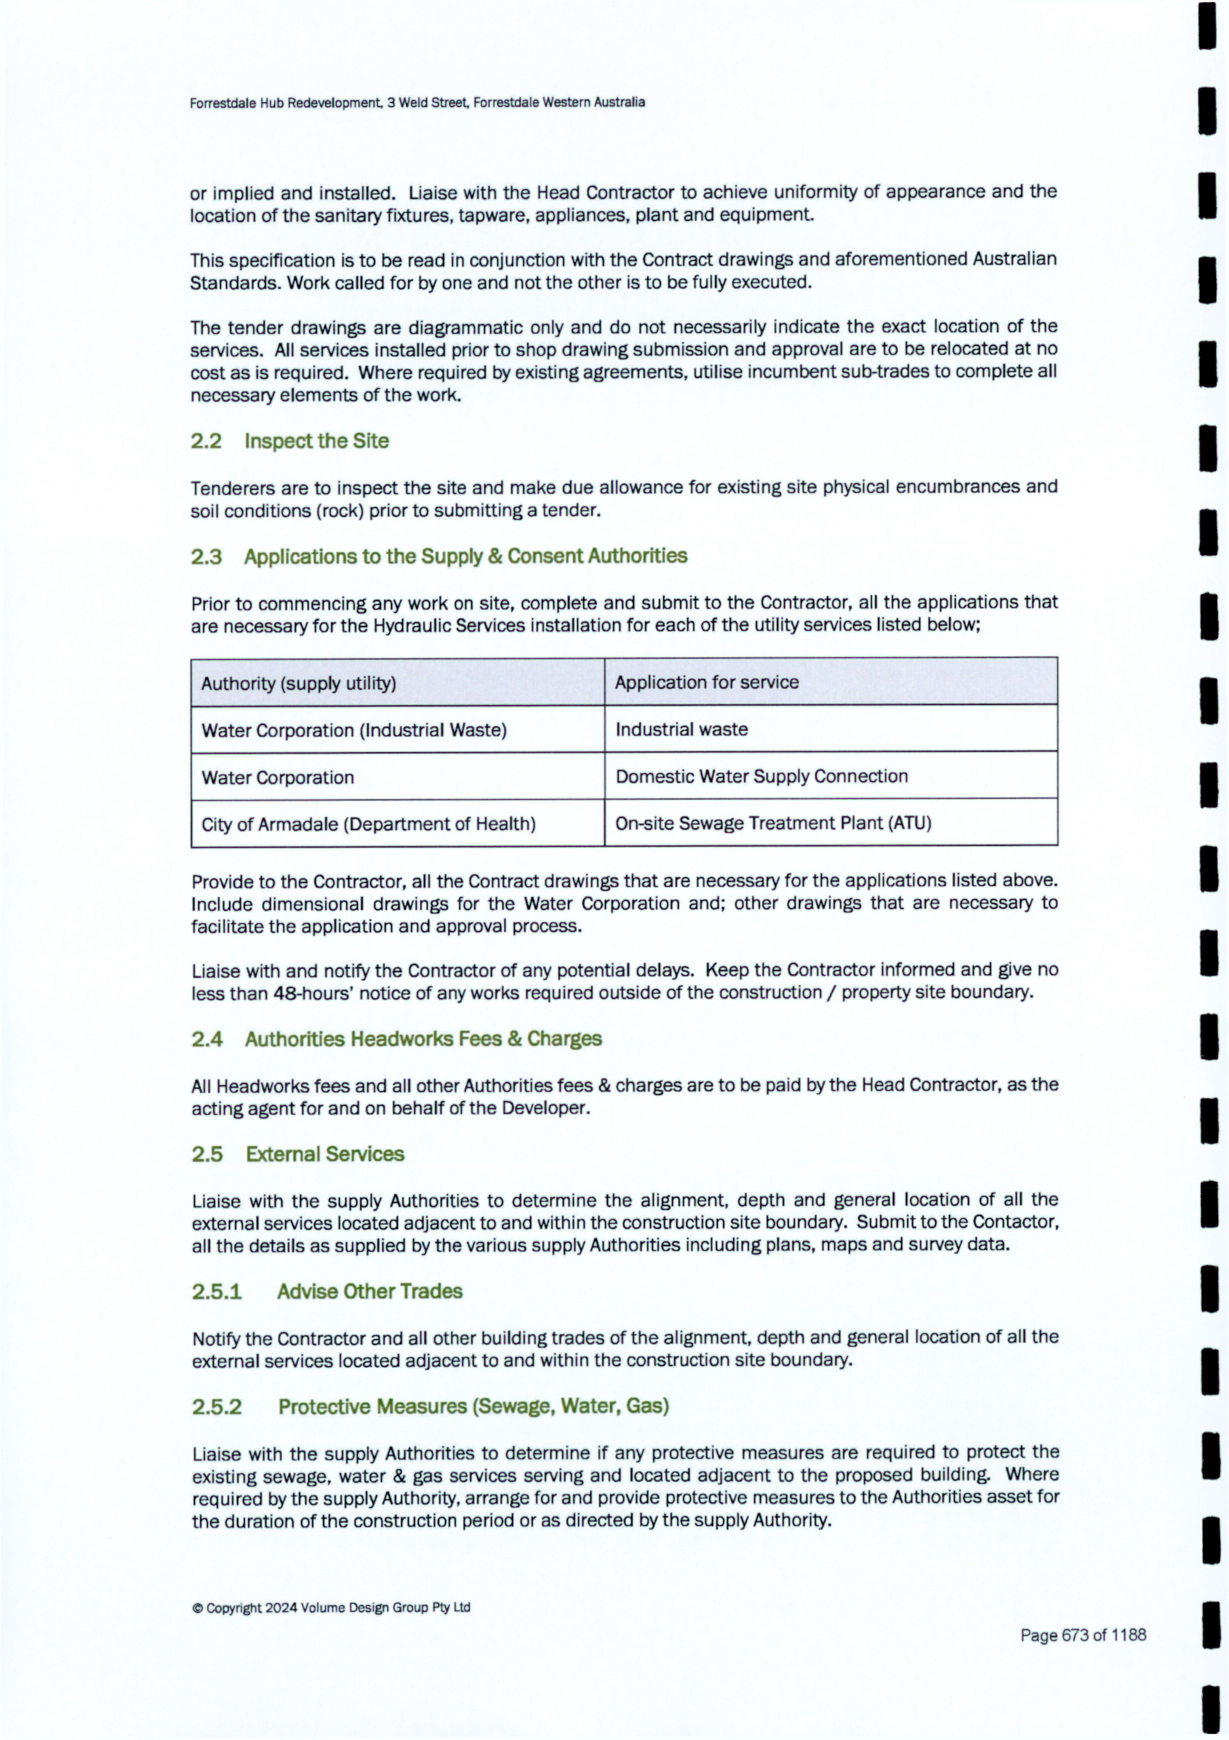 Forrestdale Hub Redevelopment, 3 Weld Street, Forrestdale Western Australia
or implied and installed. Liaise with the Head Contractor to achieve uniformity of appearance and the
location of the sanitary fixtures, tapware, appliances, plant and equipment.
This specification is to be read in conjunction with the Contract drawings and aforementioned Australian
Standards. Work called for by one and not the other is to be fully executed.
The tender drawings are diagrammatic only and do not necessarily indicate the exact location of the
services. All services installed prior to shop drawing submission and approval are to be relocated at no
cost as is required. Where required by existing agreements, utilise incumbent sub-trades to complete all
necessary elements of the work.
2.2 Inspect the Site
Tenderers are to inspect the site and make due allowance for existing site physical encumbrances and
soil conditions (rock) prior to submitting a tender.
2.3 Applications to the Supply & Consent Authorities
Prior to commencing any work on site, complete and submit to the Contractor, all the applications that
are necessary for the Hydraulic Services installation for each of the utility services listed below;
Authority (supply utility) Application for service
Water Corporation (Industrial Waste) Industrial waste
Water Corporation Domestic Water Supply Connection
City of Armadale (Department of Health) On-site Sewage Treatment Plant (ATU)
Provide to the Contractor, all the Contract drawings that are necessary for the applications listed above.
Include dimensional drawings for the Water Corporation and; other drawings that are necessary to
facilitate the application and approval process.
Liaise with and notify the Contractor of any potential delays. Keep the Contractor informed and give no
less than 48-hours' notice of any works required outside of the construction / property site boundary.
2.4 Authorities Headworks Fees & Charges
All Headworks fees and all other Authorities fees & charges are to be paid by the Head Contractor, as the
acting agent for and on behalf of the Developer.
2.5 External Services
Liaise with the supply Authorities to determine the alignment, depth and general location of all the
external services located adjacent to and within the construction site boundary. Submit to the Contactor,
all the details as supplied by the various supply Authorities including plans, maps and survey data.
2.5.1 Advise Other Trades
Notify the Contractor and all other building trades of the alignment, depth and general location of all the
external services located adjacent to and within the construction site boundary.
2.5.2 Protective Measures (Sewage, Water, Gas)
Liaise with the supply Authorities to determine if any protective measures are required to protect the
existing sewage, water & gas services serving and located adjacent to the proposed building. Where
required by the supply Authority, arrange for and provide protective measures to the Authorities asset for
the duration of the construction period or as directed by the supply Authority.
© Copyright 2024 Volume Design Group Pty Ltd
Page 673 of 1188